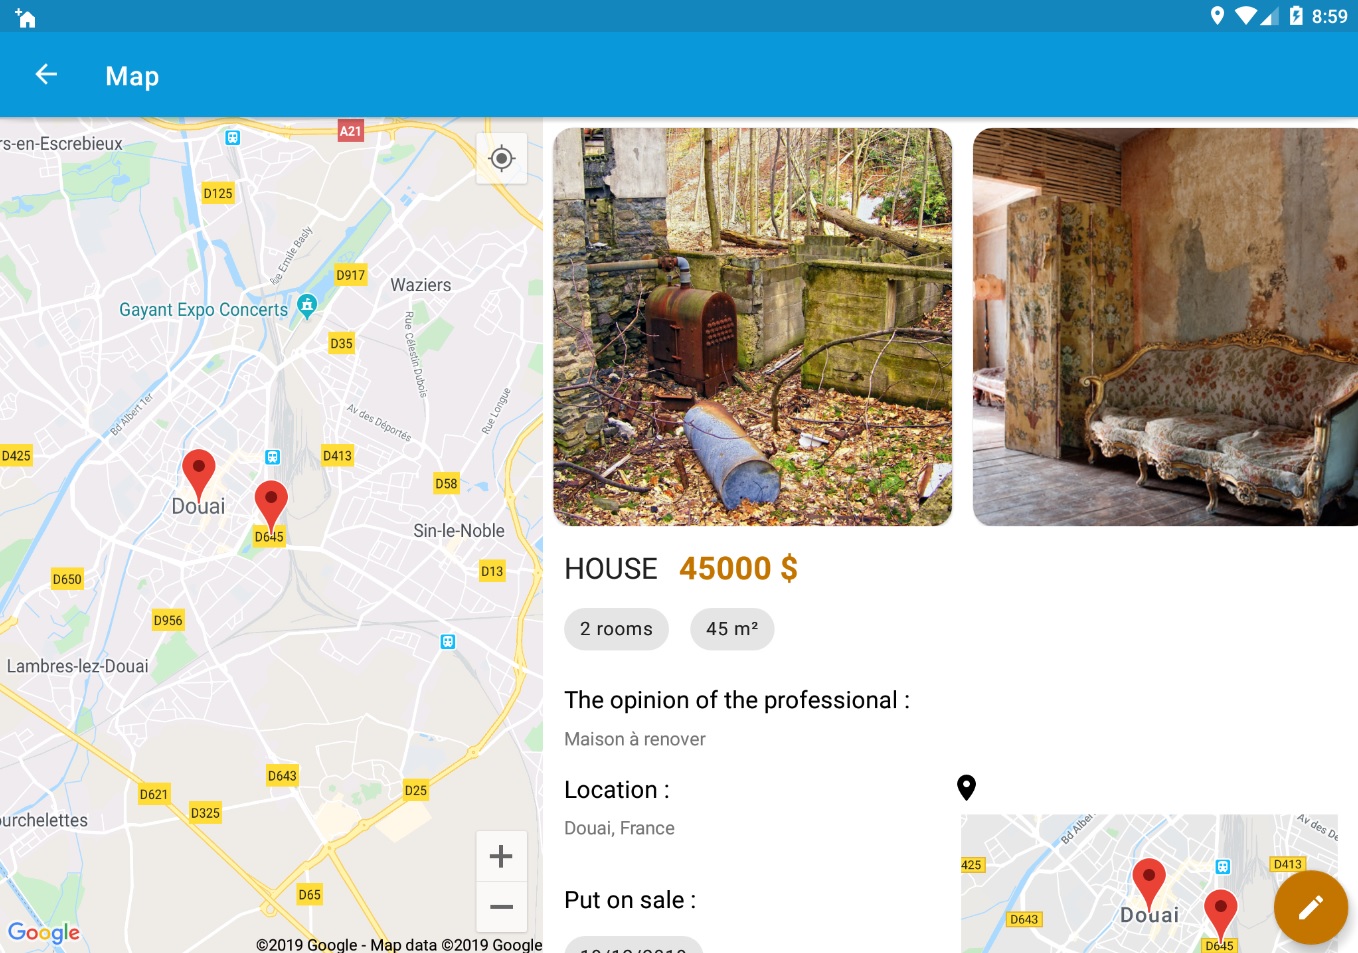 8:59
Map
A21
rs-en-Escrebieux
D125
Rue Emile Basly
D917
Waziers
Gayant Expo Concerts
D35
Rue Célestin Dubois
Rue Longue
Bd Albert 1er
Av des Déportés
D425
D413
D58
Douai
D645
Sin-le-Noble
D650
D13
D956
Lambres-lez-Douai
D643
D621
D25
D325
ourchelettes
D65
Google
©2019 Google - Map data ©2019 Google
HOUSE 45000 $
2 rooms 45 m²
The opinion of the professional :
Maison à renover
Location :
Douai, France
Put on sale :
Bd Alber
Av des De
425
D413
Douai
D643
D645